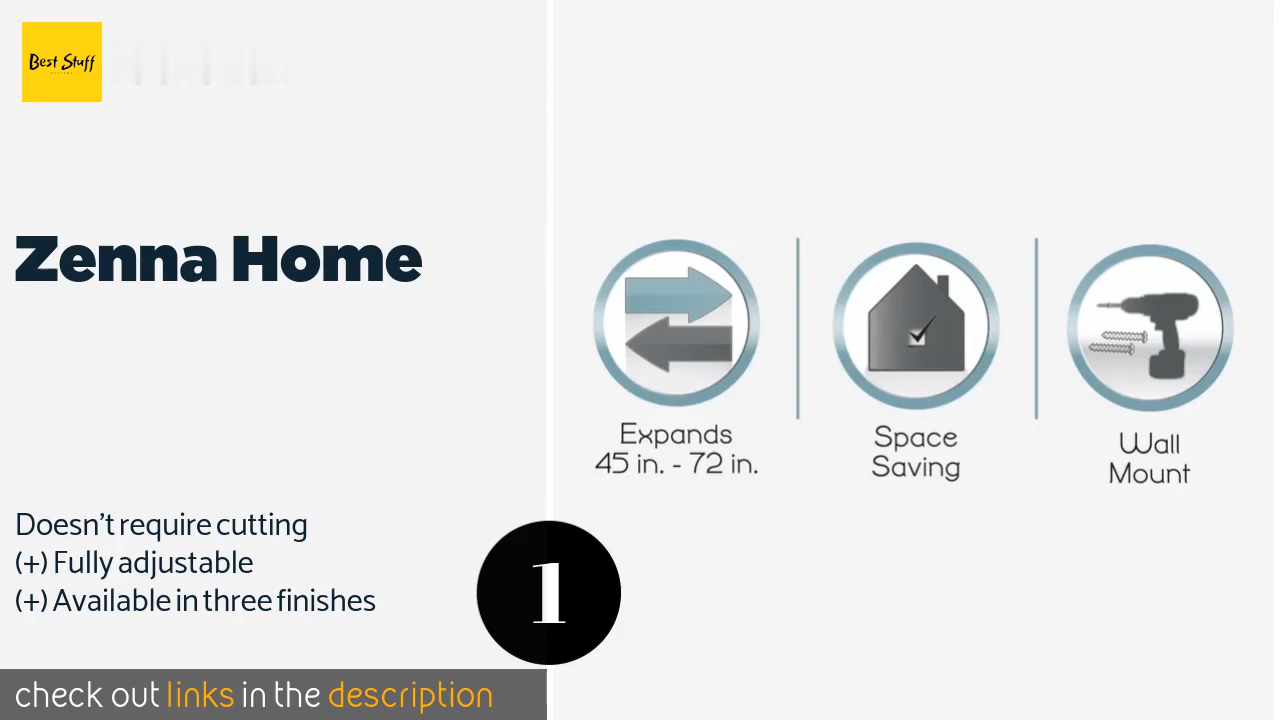 Best Stuff
Zenna Home
Expands
45 in. - 72 in.
Space
Saving
Wall
Mount
Doesn't require cutting
(+) Fully adjustable
(+) Available in three finishes
1
check out links in the description